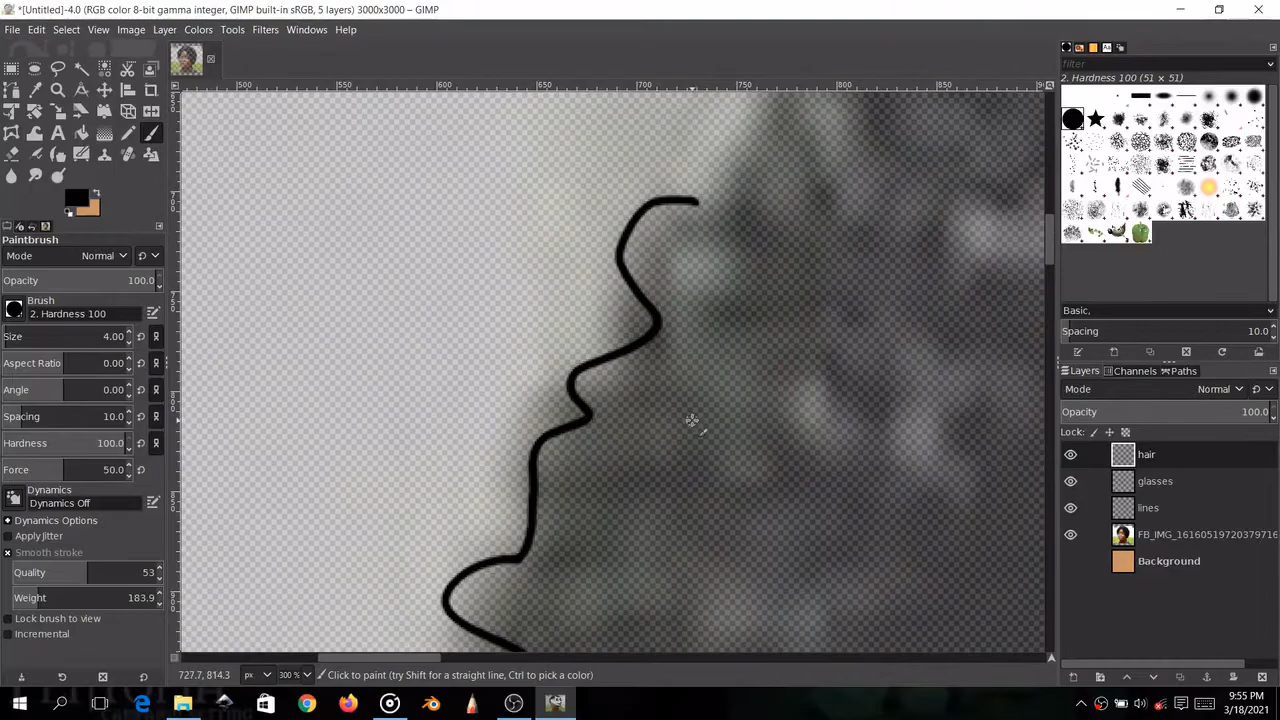 *[Untitled]-4.0 (RGB color 8-bit gamma integer, GIMP built-in sRGB, 5 layers) 3000x3000 – GIMP
File Edit Select View Image Layer Colors Tools Filters Windows Help
filter
2. Hardness 100 (51 × 51)
500 550 600 650 700 750 800 850
Paintbrush
Mode Normal
Opacity 100.0
Brush
2. Hardness 100
Size 4.00
Aspect Ratio 0.00
Angle 0.00
Spacing 10.0
Hardness 100.0
Force 50.0
Dynamics
Dynamics Off
Dynamics Options
Apply Jitter
Smooth stroke
Quality 53
Weight 183.9
Lock brush to view
Incremental
Basic,
Spacing 10.0
Layers Channels Paths
Mode Normal
Opacity 100.0
Lock:
hair
glasses
lines
FB_IMG_16160519720379716
Background
727.7, 814.3 px 300 % Click to paint (try Shift for a straight line, Ctrl to pick a color)
9:55 PM
3/18/2021